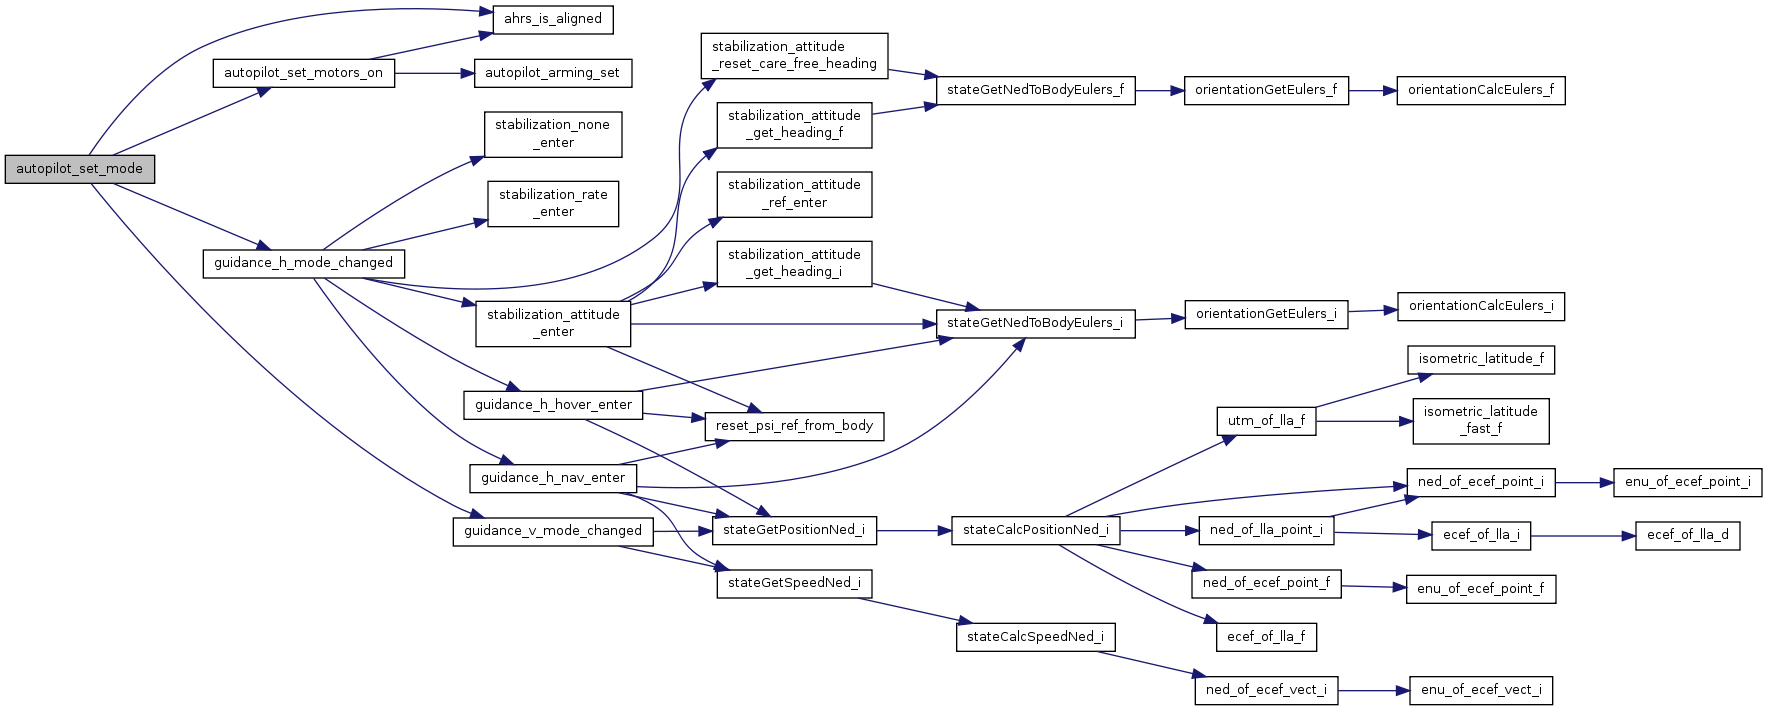 autopilot_set_mode
ahrs_is_aligned
autopilot_set_motors_on
autopilot_arming_set
stabilization_none
_enter
stabilization_rate
_enter
guidance_h_mode_changed
stabilization_attitude
_enter
guidance_h_hover_enter
guidance_h_nav_enter
guidance_v_mode_changed
stabilization_attitude
_reset_care_free_heading
stabilization_attitude
_get_heading_f
stabilization_attitude
_ref_enter
stabilization_attitude
_get_heading_i
reset_psi_ref_from_body
stateGetPositionNed_i
stateGetSpeedNed_i
stateGetNedToBodyEulers_f
stateGetNedToBodyEulers_i
stateCalcPositionNed_i
stateCalcSpeedNed_i
orientationGetEulers_f
orientationGetEulers_i
utm_of_lla_f
ned_of_lla_point_i
ned_of_ecef_point_f
ecef_of_lla_f
ned_of_ecef_vect_i
orientationCalcEulers_f
orientationCalcEulers_i
isometric_latitude_f
isometric_latitude
_fast_f
ned_of_ecef_point_i
ecef_of_lla_i
enu_of_ecef_point_f
enu_of_ecef_vect_i
enu_of_ecef_point_i
ecef_of_lla_d